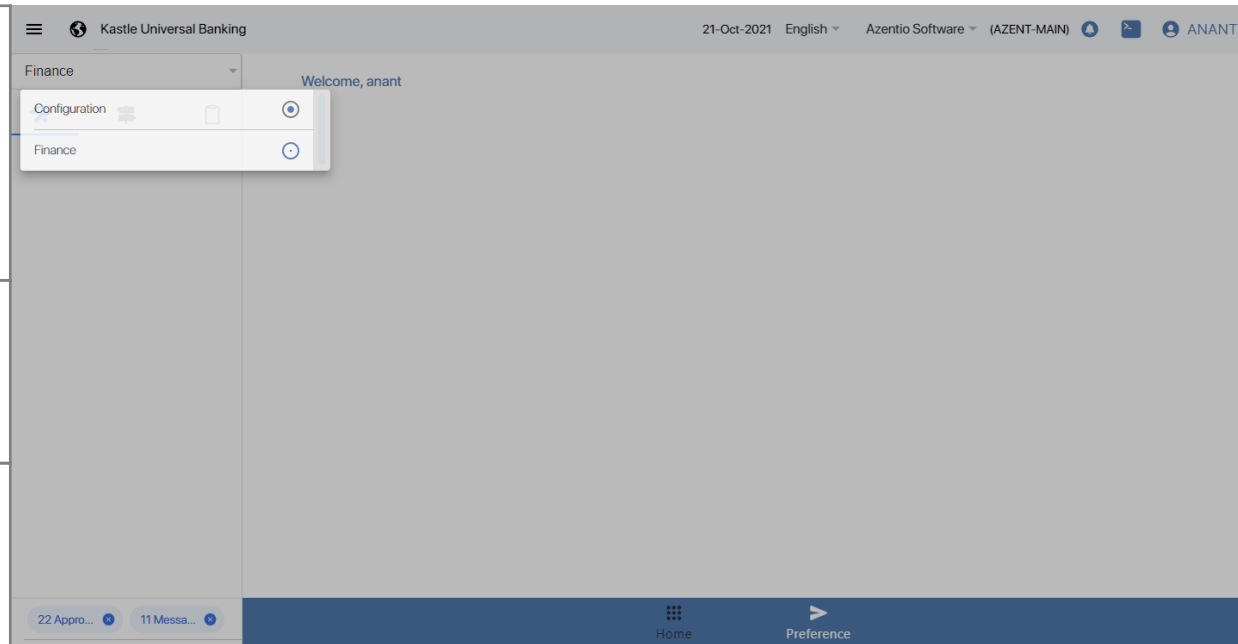 Kastle Universal Banking 21-Oct-2021 English Azentio Software (AZENT-MAIN) ANANT
Finance
Welcome, anant
Configuration
Finance
22 Appro... 11 Messa...
Home Preference